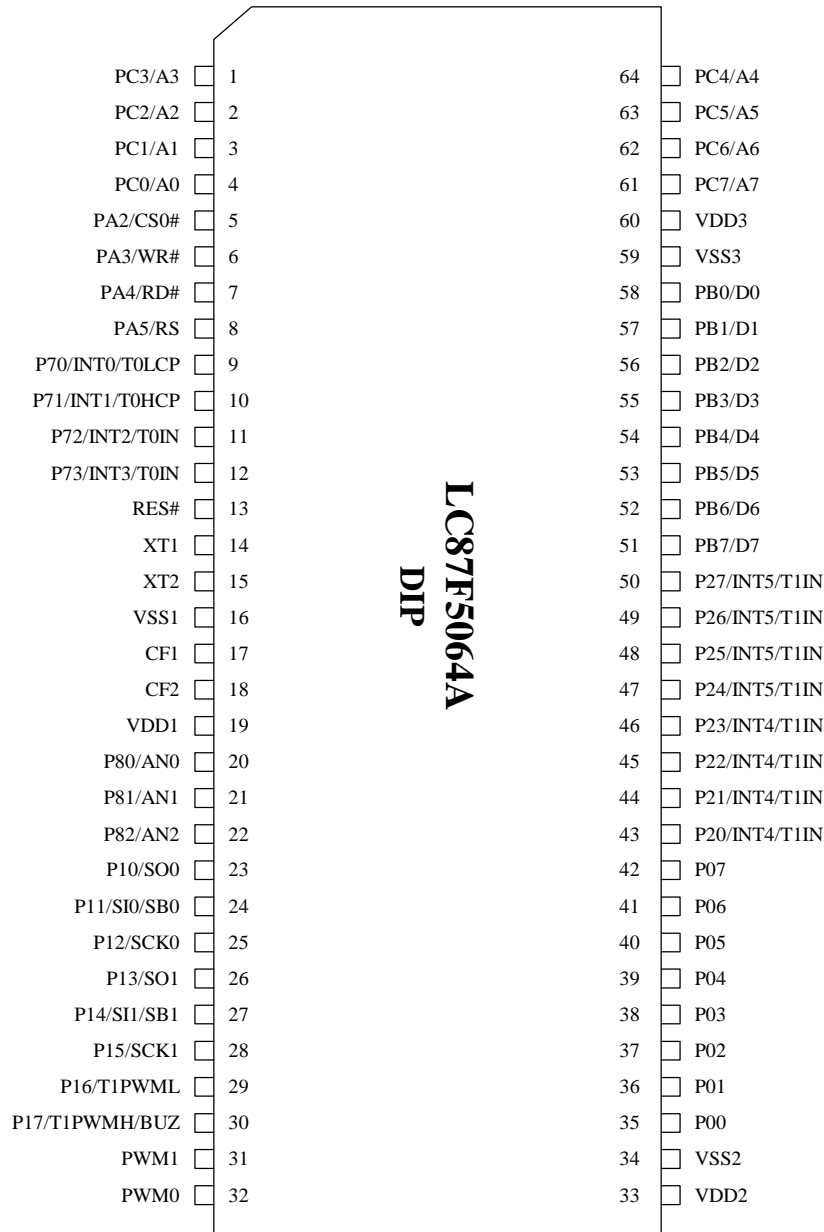 PC3/A3 1 64 PC4/A4
PC2/A2 2 63 PC5/A5
PC1/A1 3 62 PC6/A6
PC0/A0 4 61 PC7/A7
PA2/CS0# 5 60 VDD3
PA3/WR# 6 59 VSS3
PA4/RD# 7 58 PB0/D0
PA5/RS 8 57 PB1/D1
P70/INT0/T0LCP 9 56 PB2/D2
P71/INT1/T0HCP 10 55 PB3/D3
P72/INT2/T0IN 11 54 PB4/D4
P73/INT3/T0IN 12 53 PB5/D5
RES# 13 52 PB6/D6
XT1 14 51 PB7/D7
XT2 15 50 P27/INT5/T1IN
VSS1 16 49 P26/INT5/T1IN
CF1 17 48 P25/INT5/T1IN
CF2 18 47 P24/INT5/T1IN
VDD1 19 46 P23/INT4/T1IN
P80/AN0 20 45 P22/INT4/T1IN
P81/AN1 21 44 P21/INT4/T1IN
P82/AN2 22 43 P20/INT4/T1IN
P10/SO0 23 42 P07
P11/SI0/SB0 24 41 P06
P12/SCK0 25 40 P05
P13/SO1 26 39 P04
P14/SI1/SB1 27 38 P03
P15/SCK1 28 37 P02
P16/T1PWML 29 36 P01
P17/T1PWMH/BUZ 30 35 P00
PWM1 31 34 VSS2
PWM0 32 33 VDD2
LC87F5064A
DIP